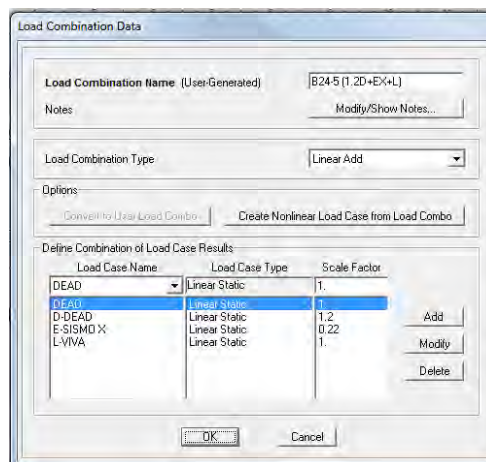 Load Combination Data
Load Combination Name (User-Generated) B24-5 (1.2D+EX+L)
Notes Modify/Show Notes...
Load Combination Type Linear Add
Options
Convert to User Load Combo Create Nonlinear Load Case from Load Combo
Define Combination of Load Case Results
Load Case Name Load Case Type Scale Factor
DEAD Linear Static 1.
DEAD Linear Static 1.
D-DEAD Linear Static 1.2
E-SISMO X Linear Static 0.22
L-VIVA Linear Static 1.
Add
Modify
Delete
OK Cancel